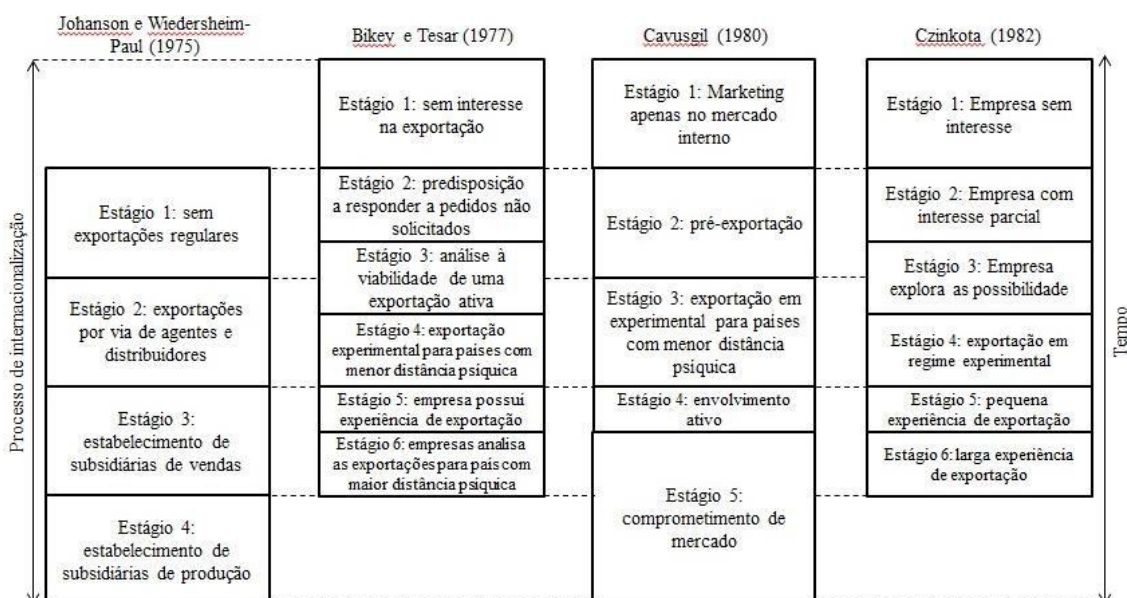 Johanson e Wiedersheim-
Paul (1975)
Bikey e Tesar (1977)
Cavusgil (1980)
Czinkota (1982)
Processo de internacionalização
Estágio 1: sem
exportações regulares
Estágio 2: exportações
por via de agentes e
distribuidores
Estágio 3:
estabelecimento de
subsidiárias de vendas
Estágio 4:
estabelecimento de
subsidiárias de produção
Estágio 1: sem interesse
na exportação
Estágio 2: predisposição
a responder a pedidos não
solicitados
Estágio 3: análise à
viabilidade de uma
exportação ativa
Estágio 4: exportação
experimental para países com
menor distância psiquica
Estágio 5: empresa possui
experiência de exportação
Estágio 6: empresas analisa
as exportações para país com
maior distância psiquica
Estágio 1: Marketing
apenas no mercado
interno
Estágio 2: pré-exportação
Estágio 3: exportação em
experimental para países
com menor distância
psiquica
Estágio 4: envolvimento
ativo
Estágio 5:
comprometimento de
mercado
Estágio 1: Empresa sem
interesse
Estágio 2: Empresa com
interesse parcial
Estágio 3: Empresa
explora as possibilidade
Estágio 4: exportação em
regime experimental
Estágio 5: pequena
experiência de exportação
Estágio 6: larga experiência
de exportação
Tempo